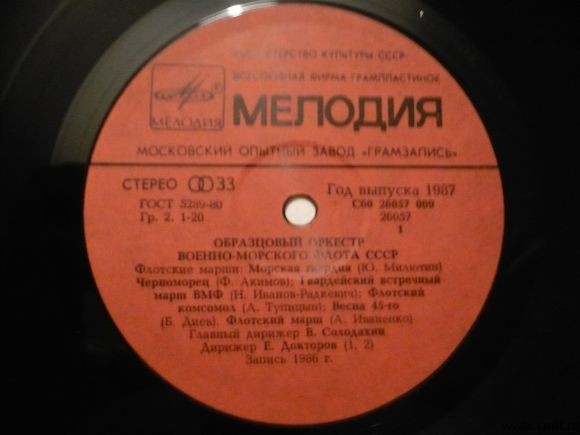 МИНИСТЕРСТВО КУЛЬТУРЫ СССР
ВСЕСОЮЗНАЯ ФИРМА ГРАМПЛАСТИНОК
МЕЛОДИЯ
МЕЛОДИЯ
МОСКОВСКИЙ ОПЫТНЫЙ ЗАВОД «ГРАМЗАПИСЬ»
СТЕРЕО 33
Год выпуска 1987
ГОСТ 5289-80
С60 26057 009
Гр. 2. 1-20
26057
1
ОБРАЗЦОВЫЙ ОРКЕСТР
ВОЕННО-МОРСКОГО ФЛОТА СССР
Флотские марши: Морская гвардия (Ю. Милютин)
Черноморец (Ф. Акимов); Гвардейский встречный
марш ВМФ (Н. Иванов-Радкевич); Флотский
комсомол (А. Тупицын); Весна 45-го
(Б. Диев). Флотский марш (А. Иваненко)
Главный дирижер В. Солодахин
Дирижер Е. Докторов (1, 2)
Запись 1986 г.